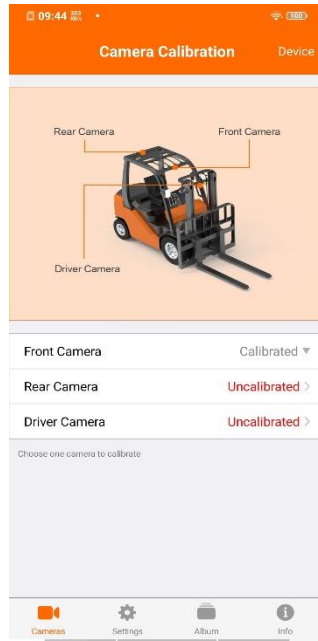 09:44
100
Camera Calibration
Device
Rear Camera
Front Camera
Driver Camera
Front Camera
Calibrated
Rear Camera
Uncalibrated
Driver Camera
Uncalibrated
Choose one camera to calibrate
Cameras
Settings
Album
Info